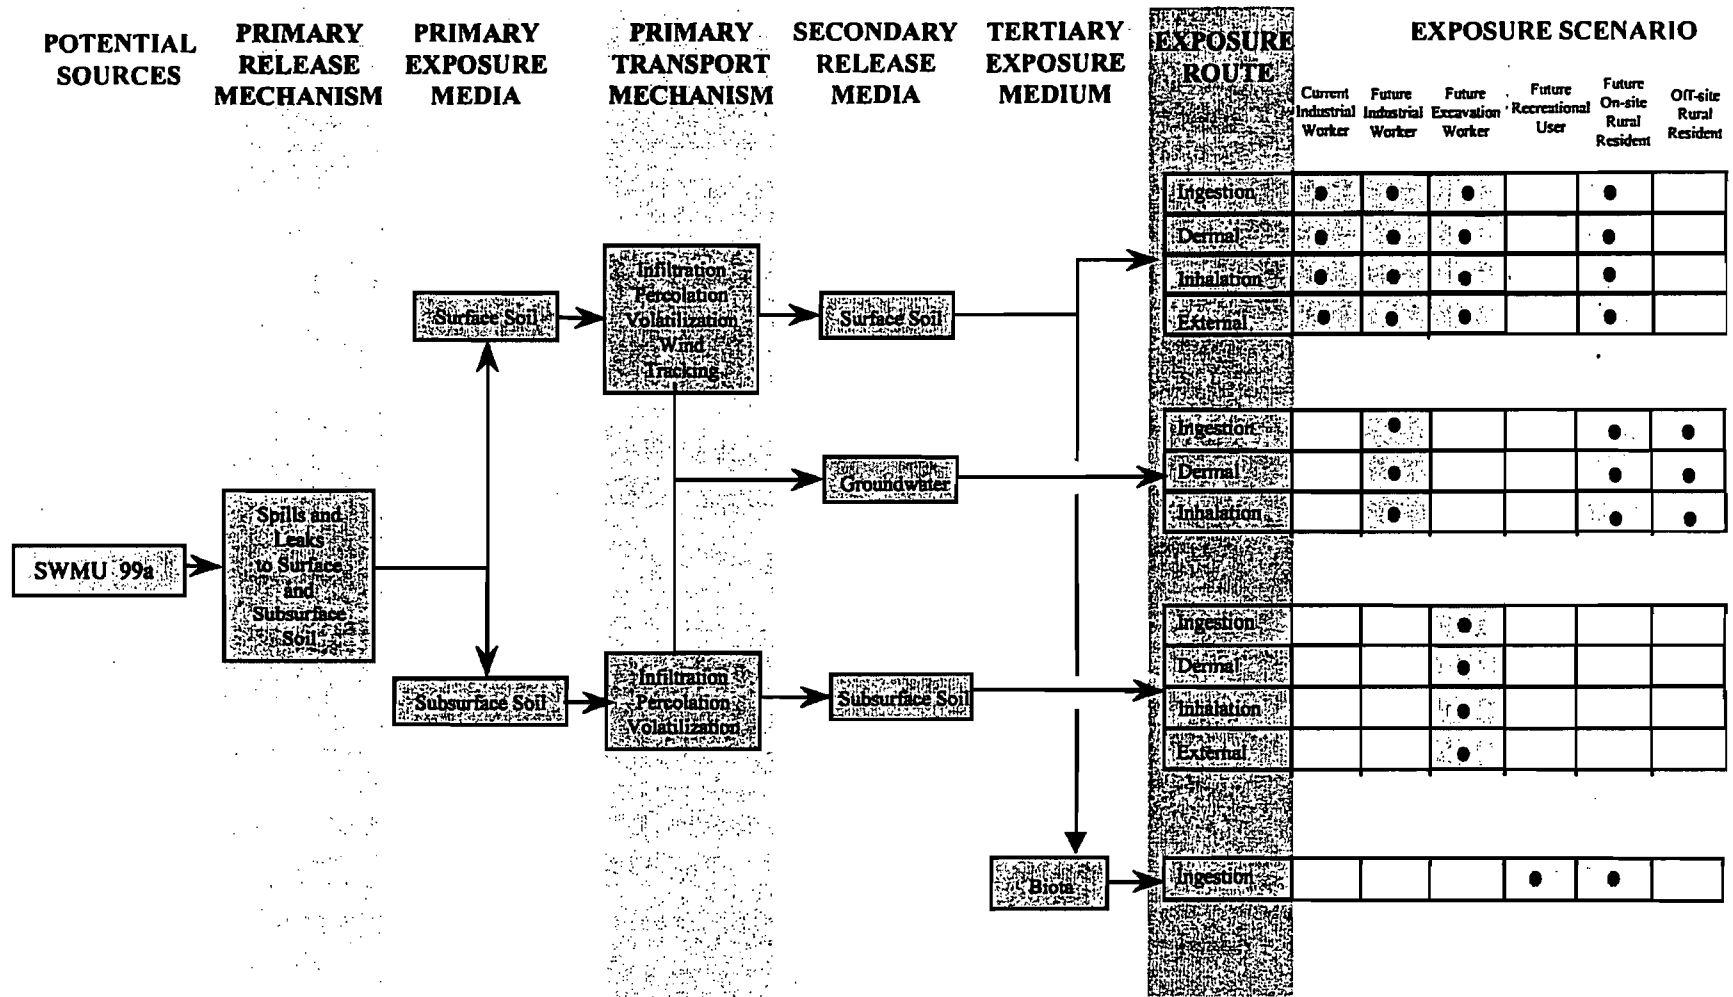 POTENTIAL
SOURCES
PRIMARY
RELEASE
MECHANISM
PRIMARY
EXPOSURE
MEDIA
PRIMARY
TRANSPORT
MECHANISM
SECONDARY
RELEASE
MEDIA
TERTIARY
EXPOSURE
MEDIUM
EXPOSURE
ROUTE
EXPOSURE SCENARIO
Current
Industrial
Worker
Future
Industrial
Worker
Future
Excavation
Worker
Future
Recreational
User
Future
On-site
Rural
Resident
Off-site
Rural
Resident
SWMU 99a
Spills and
Leaks
to Surface
and
Subsurface
Soil
Surface Soil
Subsurface Soil
Infiltration
Percolation
Volatilization
Wind
Tracking
Infiltration
Percolation
Volatilization
Surface Soil
Groundwater
Subsurface Soil
Biota
Ingestion
Dermal
Inhalation
External
Ingestion
Dermal
Inhalation
Ingestion
Dermal
Inhalation
External
Ingestion